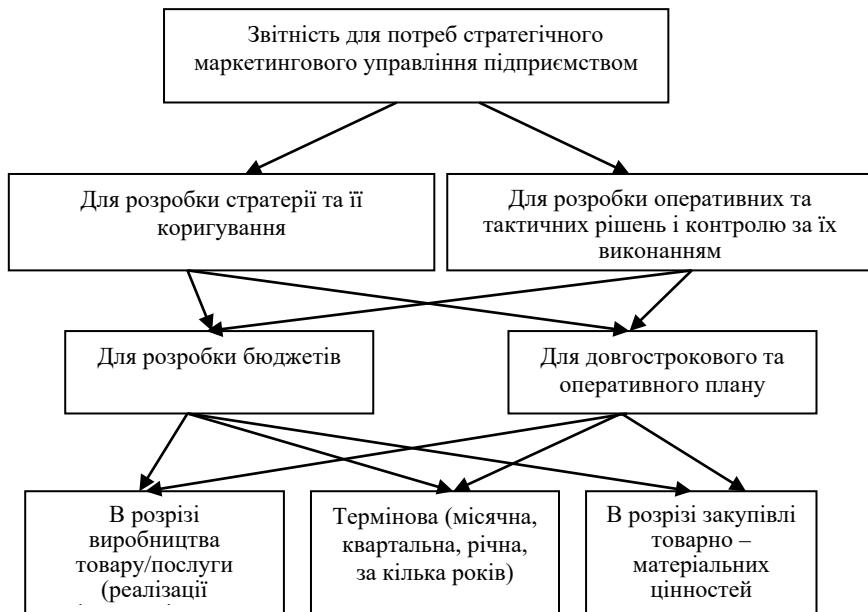 Звітність для потреб стратегічного
маркетингового управління підприємством
Для розробки стратерії та її
коригування
Для розробки оперативних та
тактичних рішень і контролю за їх
виконанням
Для розробки бюджетів
Для довгострокового та
оперативного плану
В розрізі
виробництва
товару/послуги
(реалізації
Термінова (місячна,
квартальна, річна,
за кілька років)
В розрізі закупівлі
товарно –
матеріальних
цінностей